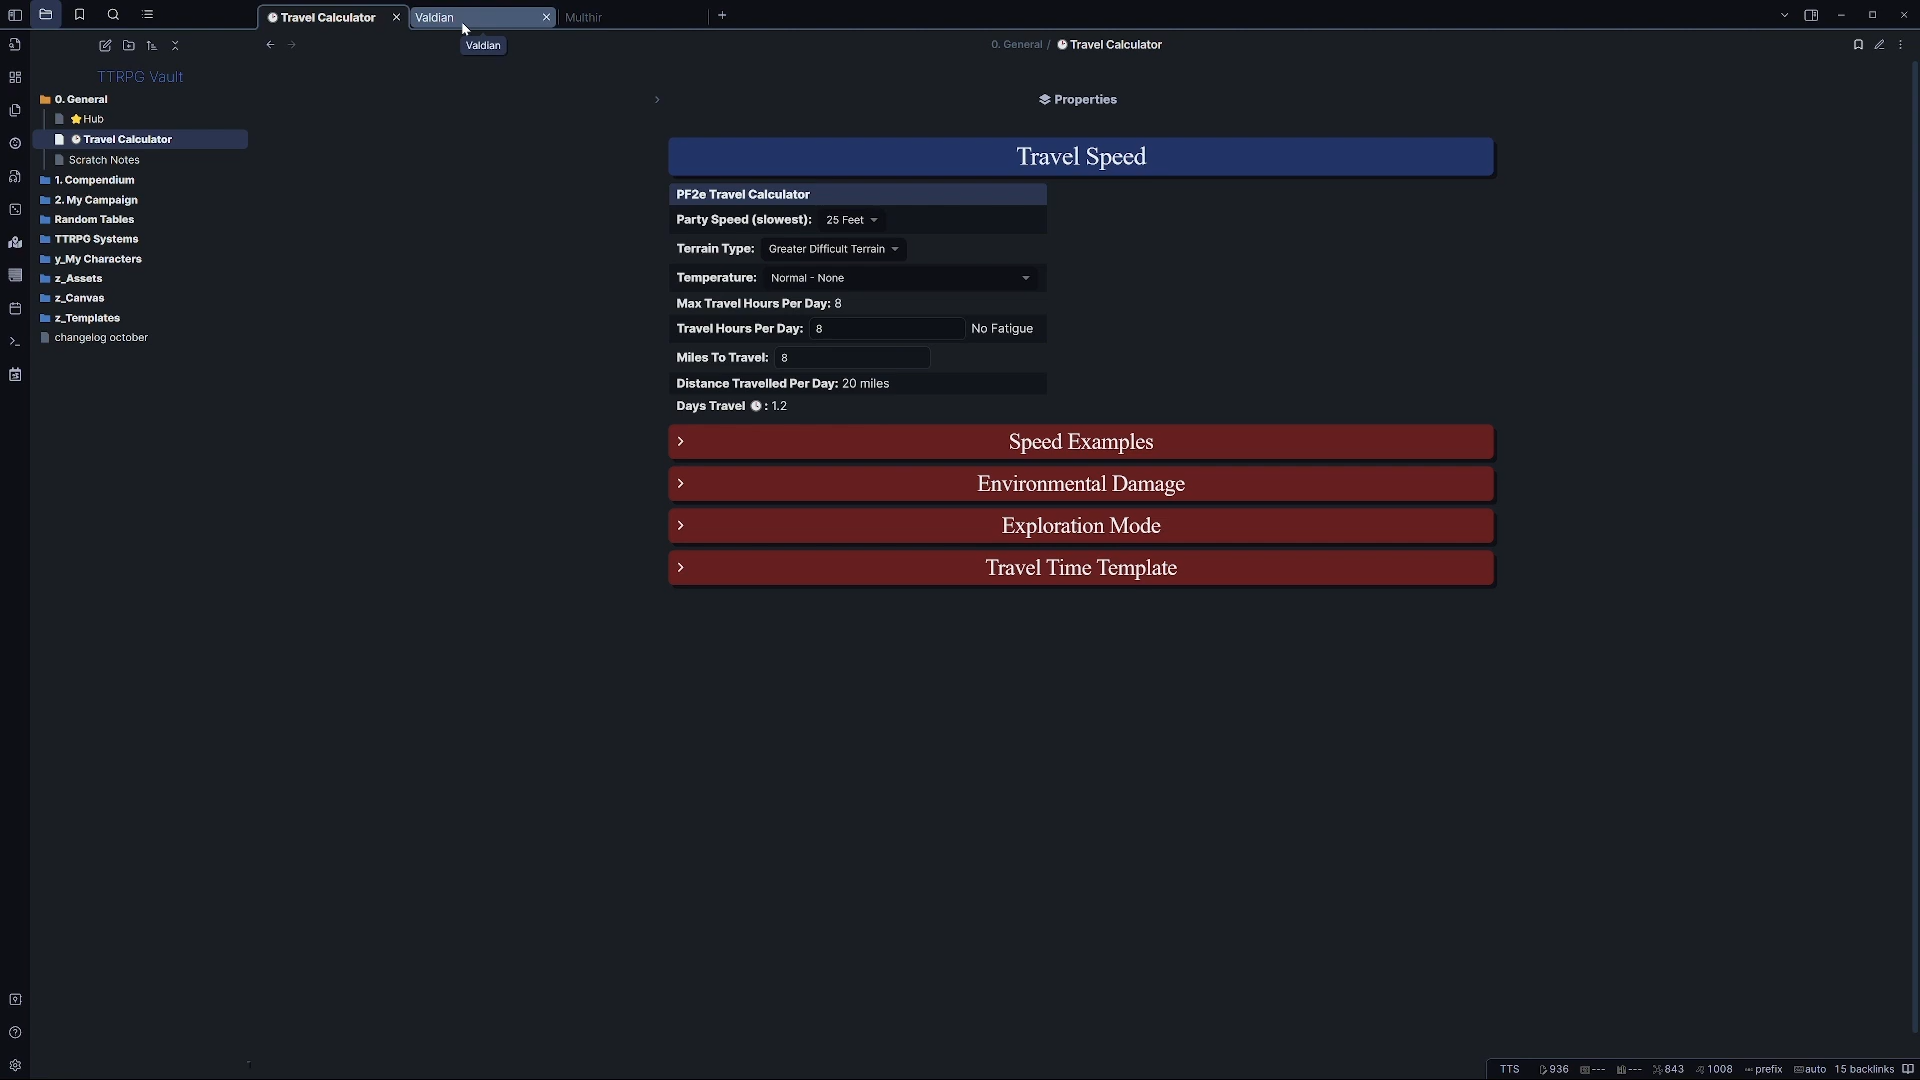 Travel Calculator
Valdian
Multhir
Valdian
0. General / Travel Calculator
TTRPG Vault
0. General
Hub
Travel Calculator
Scratch Notes
1. Compendium
2. My Campaign
Random Tables
TTRPG Systems
y_My Characters
z_Assets
z_Canvas
z_Templates
changelog october
Properties
Travel Speed
PF2e Travel Calculator
Party Speed (slowest): 25 Feet
Terrain Type: Greater Difficult Terrain
Temperature: Normal - None
Max Travel Hours Per Day: 8
Travel Hours Per Day: 8 No Fatigue
Miles To Travel: 8
Distance Travelled Per Day: 20 miles
Days Travel : 1.2
Speed Examples
Environmental Damage
Exploration Mode
Travel Time Template
TTS 936 --- --- 843 1008 prefix auto 15 backlinks